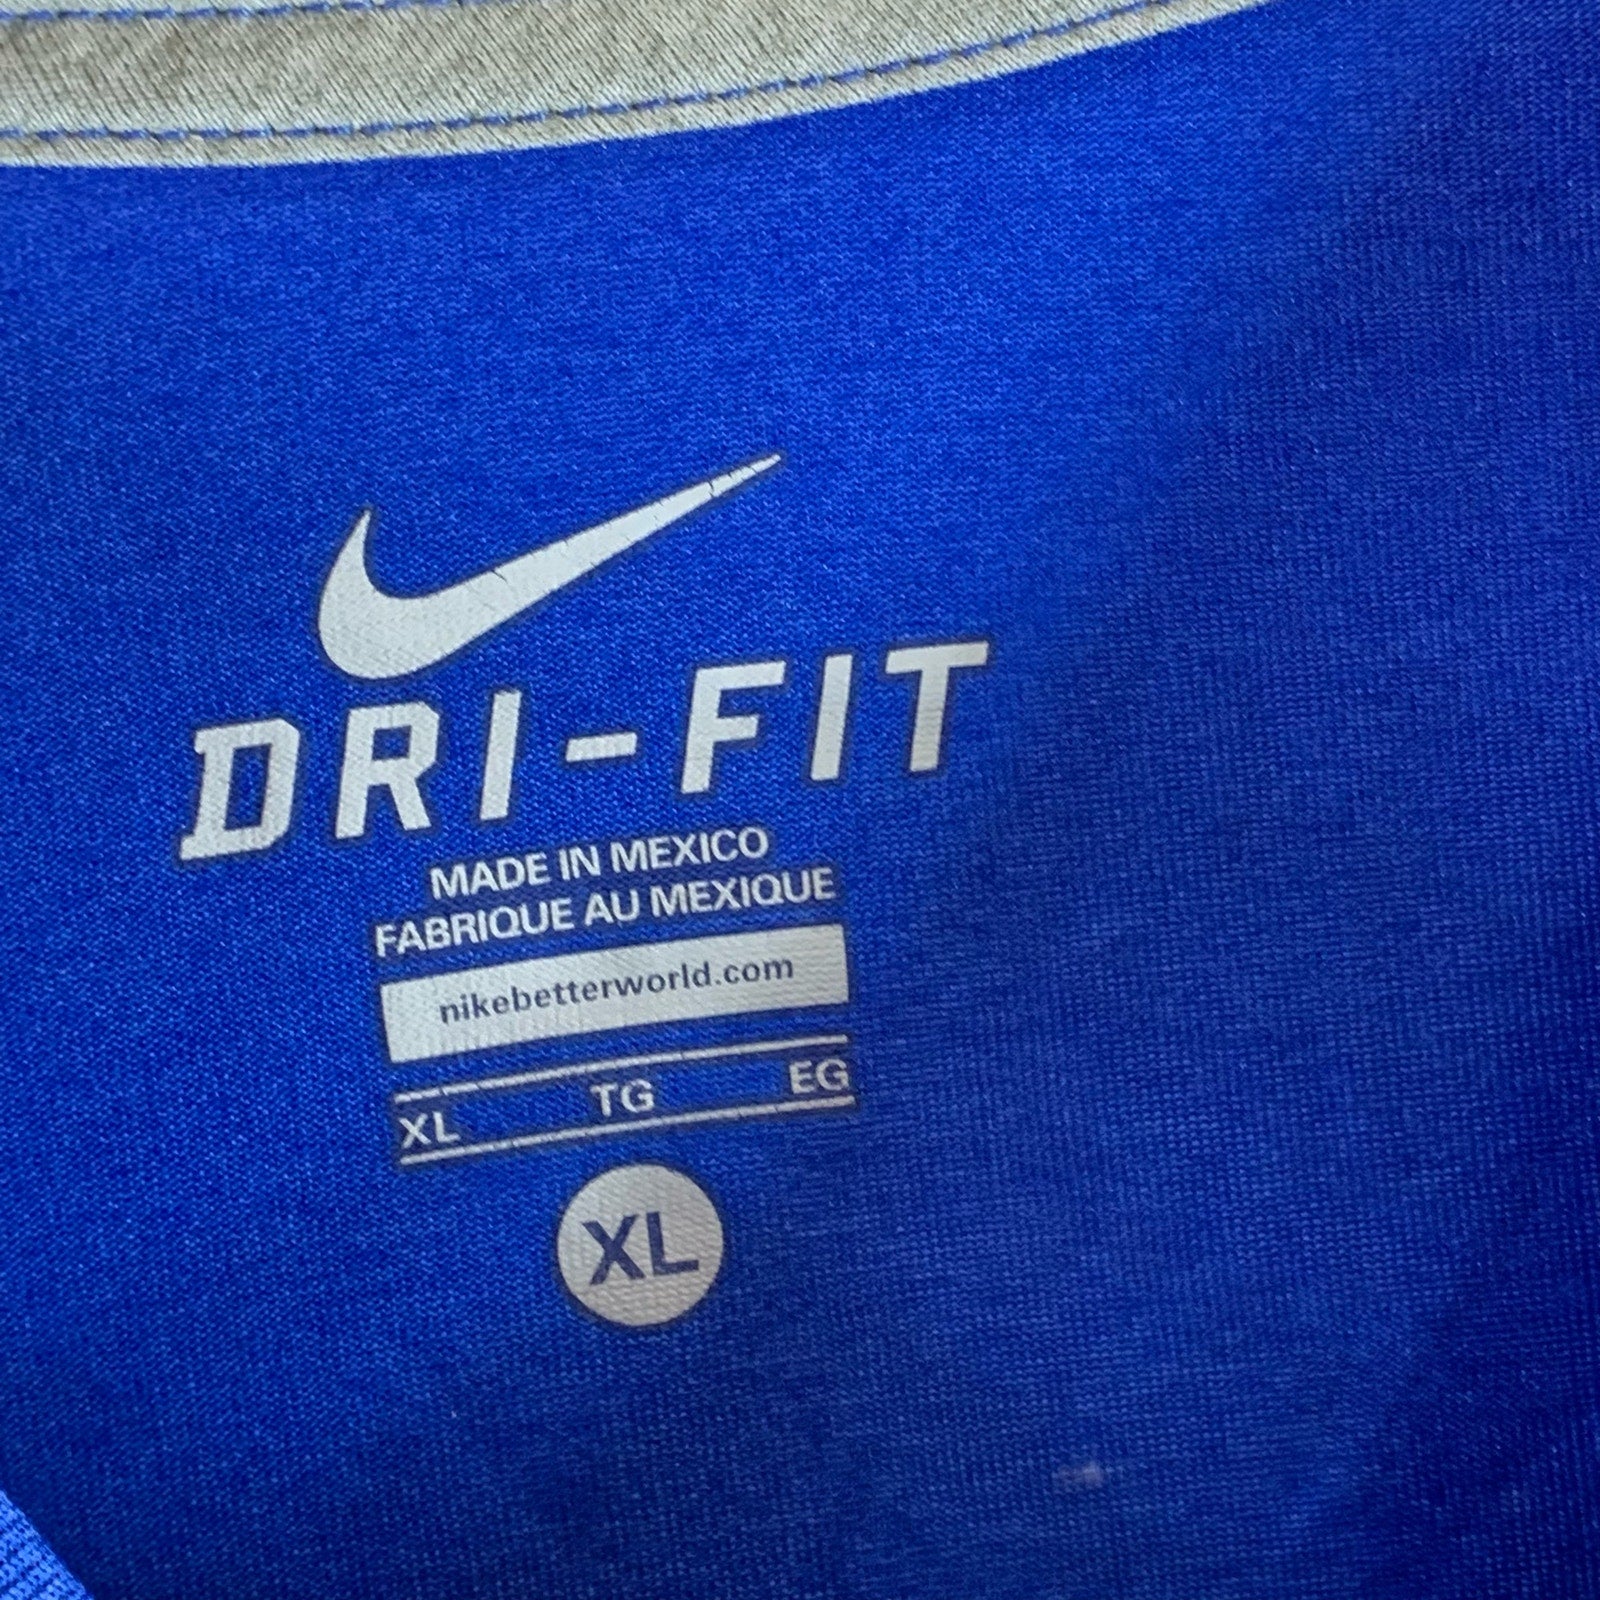 DRI-FIT
MADE IN MEXICO
FABRIQUE AU MEXIQUE
nikebetterworld.com
XL TG EG
XL